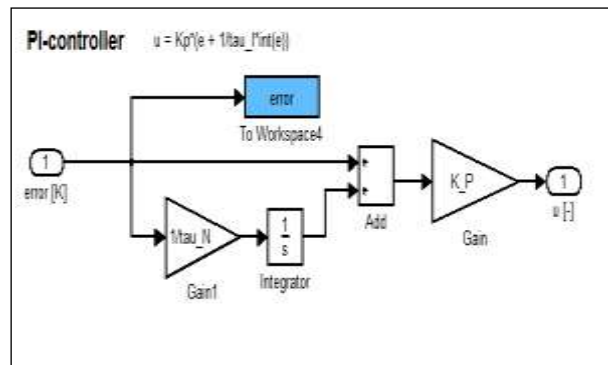 PI-controller u = Kp*(e + 1/tau_I*int(e))
error
To Workspace4
1
error [K]
1/tau_N
Gain1
1
s
Integrator
Add
K_P
Gain
1
u [-]